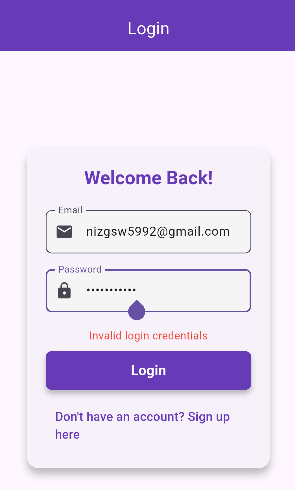 Login
Welcome Back!
Email
nizgsw5992@gmail.com
Password
•••••••••••
Invalid login credentials
Login
Don't have an account? Sign up
here